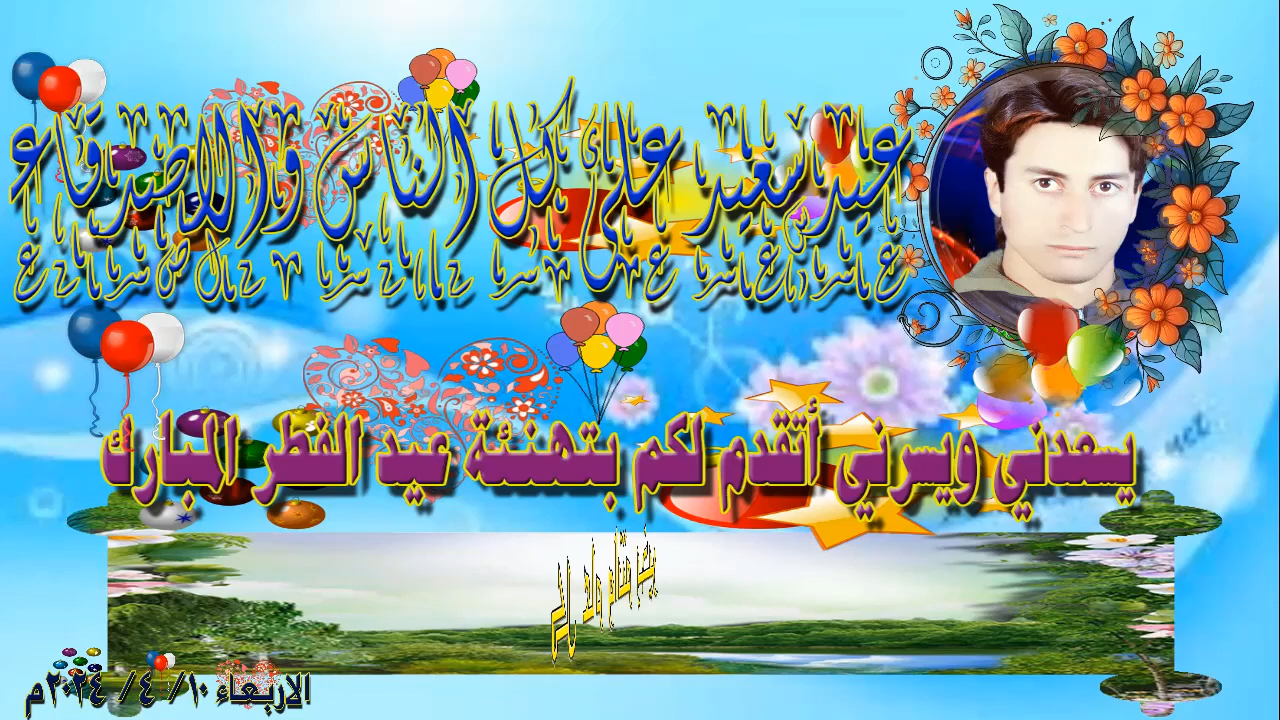 عيد سعيد على كل الناس والاصدقاء
يسعدني ويسرني أتقدم لكم بتهنئة عيد الفطر المبارك
الاربعاء ١٠/ ٤/ ٢٠٢٤م